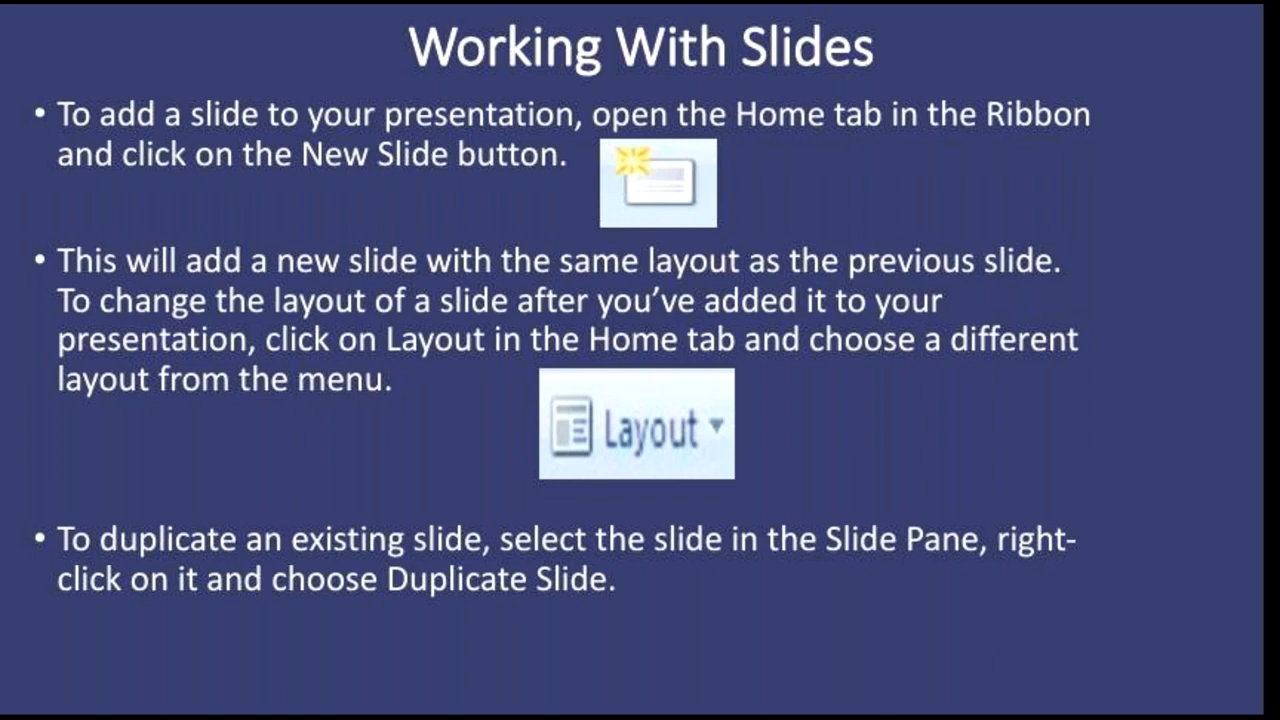 Working With Slides
• To add a slide to your presentation, open the Home tab in the Ribbon
and click on the New Slide button.
• This will add a new slide with the same layout as the previous slide.
To change the layout of a slide after you’ve added it to your
presentation, click on Layout in the Home tab and choose a different
layout from the menu.
Layout
• To duplicate an existing slide, select the slide in the Slide Pane, right-
click on it and choose Duplicate Slide.